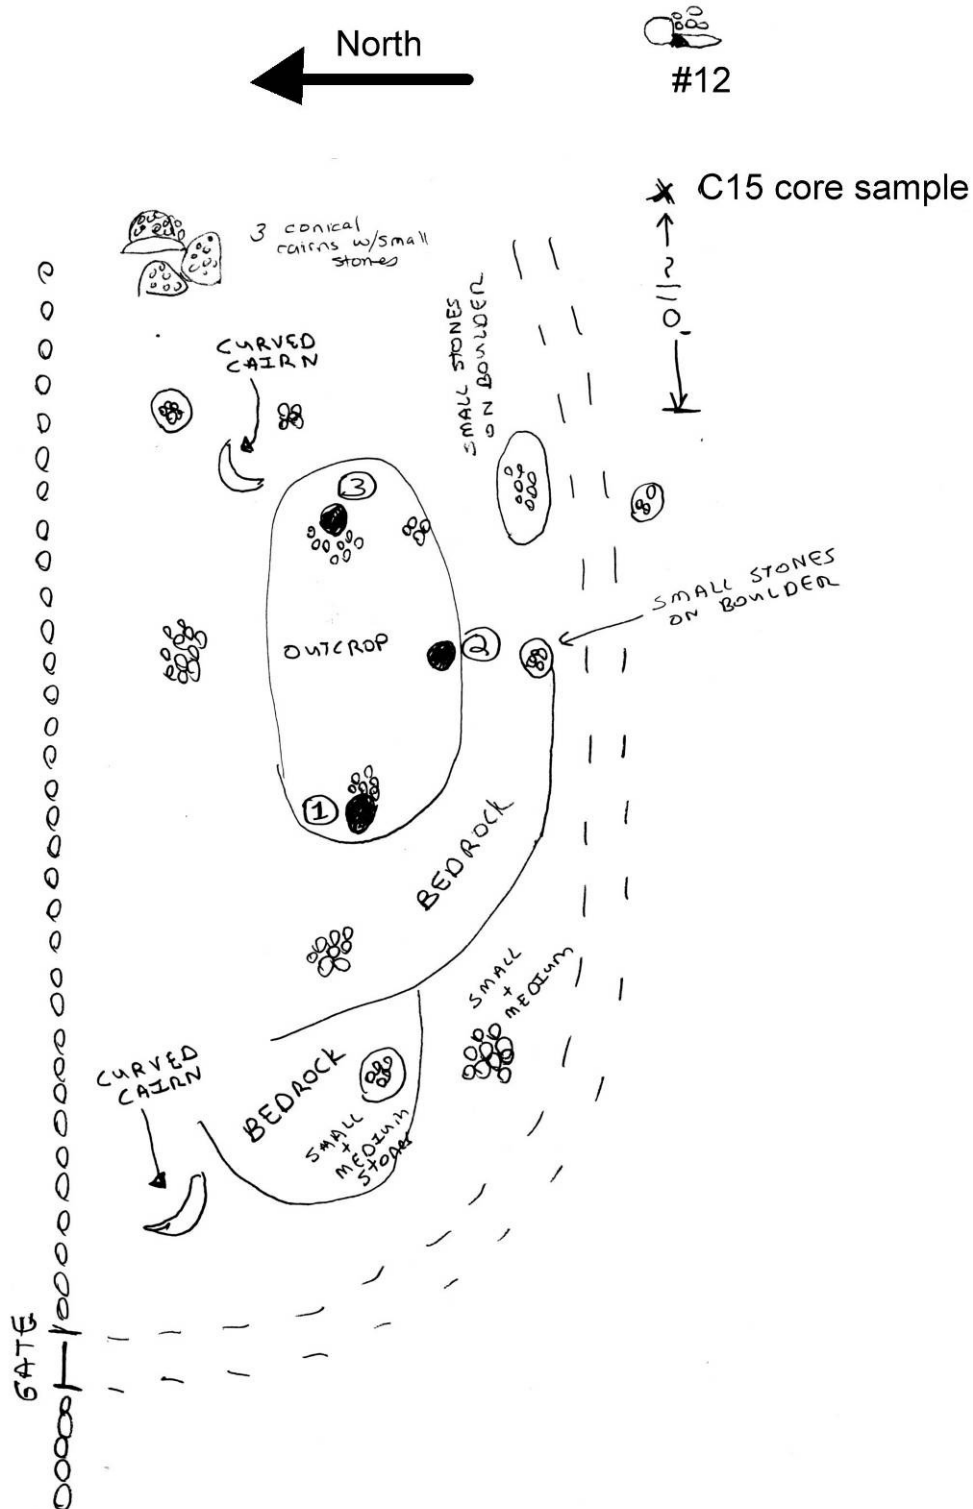 North
#12
C15 core sample
~110'
3 conical
cairns w/small
stones
CURVED
CAIRN
SMALL STONES
ON BOULDER
3
SMALL STONES
ON BOULDER
OUTCROP
2
1
BEDROCK
SMALL
+
MEDIUM
CURVED
CAIRN
BEDROCK
SMALL
+
MEDIUM
STONES
GATE